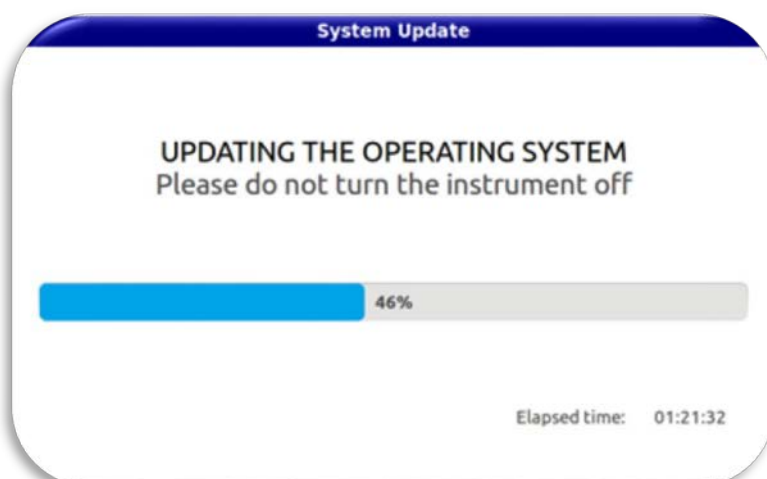 System Update
UPDATING THE OPERATING SYSTEM
Please do not turn the instrument off
46%
Elapsed time: 01:21:32